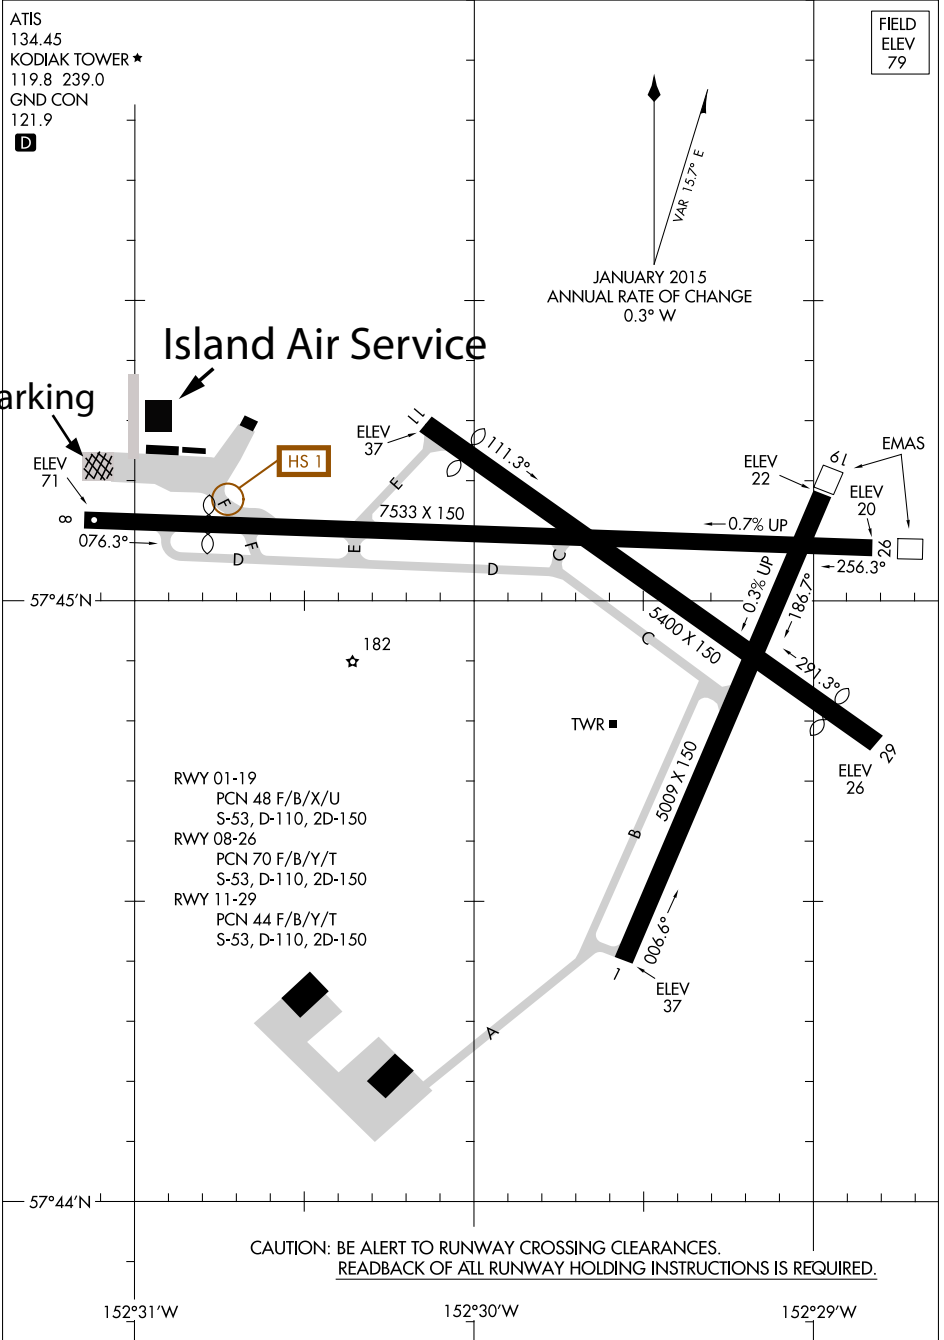 ATIS
134.45
KODIAK TOWER ★
119.8 239.0
GND CON
121.9
D
FIELD
ELEV
79
VAR 15.7° E
JANUARY 2015
ANNUAL RATE OF CHANGE
0.3° W
Island Air Service
arking
HS 1
ELEV
71
8
076.3°
F
F
D
E
E
ELEV
37
11
111.3°
7533 X 150
D
C
C
0.7% UP
ELEV
22
19
EMAS
ELEV
20
26
256.3°
0.3% UP
186.7°
57°45'N
5400 X 150
291.3°
29
ELEV
26
182
TWR
5009 X 150
B
RWY 01-19
PCN 48 F/B/X/U
S-53, D-110, 2D-150
RWY 08-26
PCN 70 F/B/Y/T
S-53, D-110, 2D-150
RWY 11-29
PCN 44 F/B/Y/T
S-53, D-110, 2D-150
006.6°
1
ELEV
37
A
57°44'N
CAUTION: BE ALERT TO RUNWAY CROSSING CLEARANCES.
READBACK OF ALL RUNWAY HOLDING INSTRUCTIONS IS REQUIRED.
152°31'W
152°30'W
152°29'W